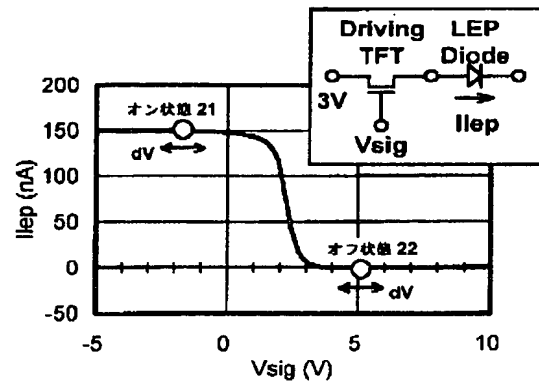 Driving LEP
TFT Diode
3V
Ilep
Vsig
200
150
100
50
0
-50
オン状態 21
dV
オフ状態 22
dV
-5 0 5 10
Ilep (nA)
Vsig (V)